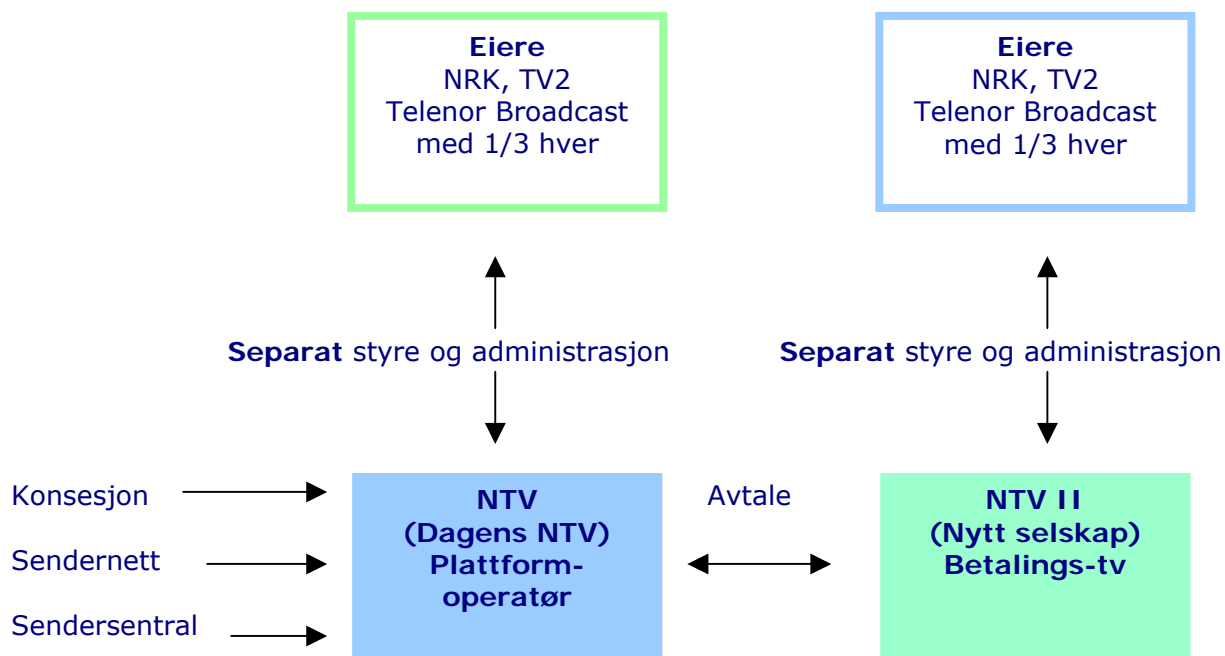 Eiere
NRK, TV2
Telenor Broadcast
med 1/3 hver
Eiere
NRK, TV2
Telenor Broadcast
med 1/3 hver
Separat styre og administrasjon
Separat styre og administrasjon
Konsesjon
Sendernett
Sendersentral
NTV
(Dagens NTV)
Plattform-
operatør
Avtale
NTV II
(Nytt selskap)
Betalings-tv